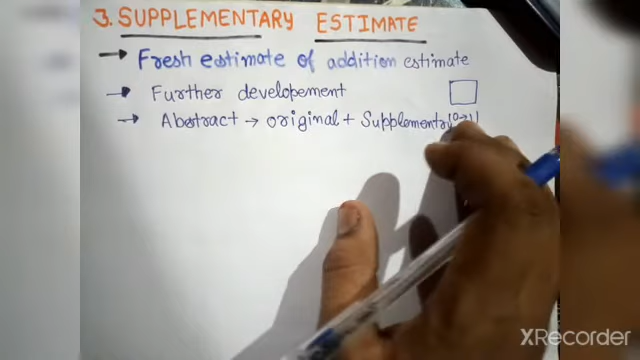 3. SUPPLEMENTARY ESTIMATE
→ Fresh estimate of addition estimate
→ Further developement
→ Abstract → original + Supplementary
XRecorder